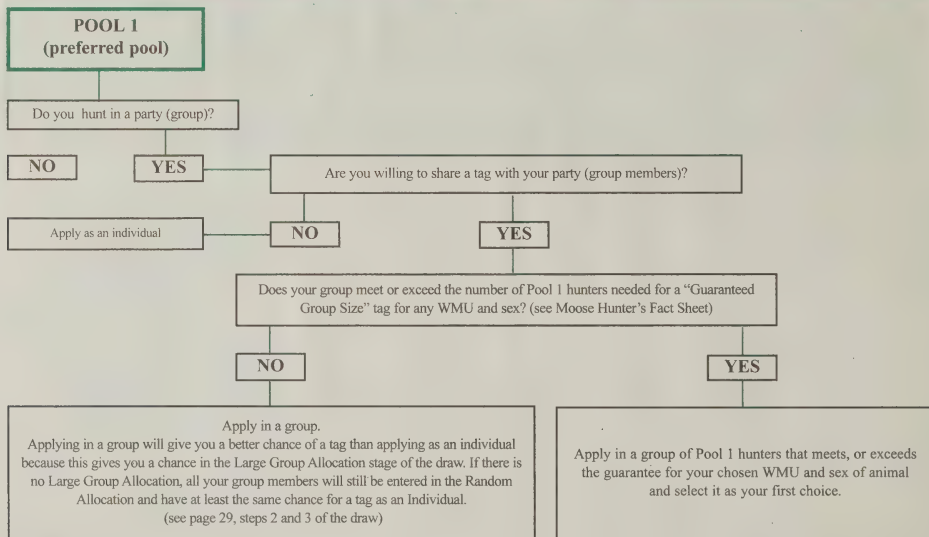 POOL 1
(preferred pool)
Do you hunt in a party (group)?
NO
YES
Are you willing to share a tag with your party (group members)?
Apply as an individual
NO
YES
Does your group meet or exceed the number of Pool 1 hunters needed for a “Guaranteed
Group Size” tag for any WMU and sex? (see Moose Hunter’s Fact Sheet)
NO
YES
Apply in a group.
Applying in a group will give you a better chance of a tag than applying as an individual
because this gives you a chance in the Large Group Allocation stage of the draw. If there is
no Large Group Allocation, all your group members will still be entered in the Random
Allocation and have at least the same chance for a tag as an Individual.
(see page 29, steps 2 and 3 of the draw)
Apply in a group of Pool 1 hunters that meets, or exceeds
the guarantee for your chosen WMU and sex of animal
and select it as your first choice.